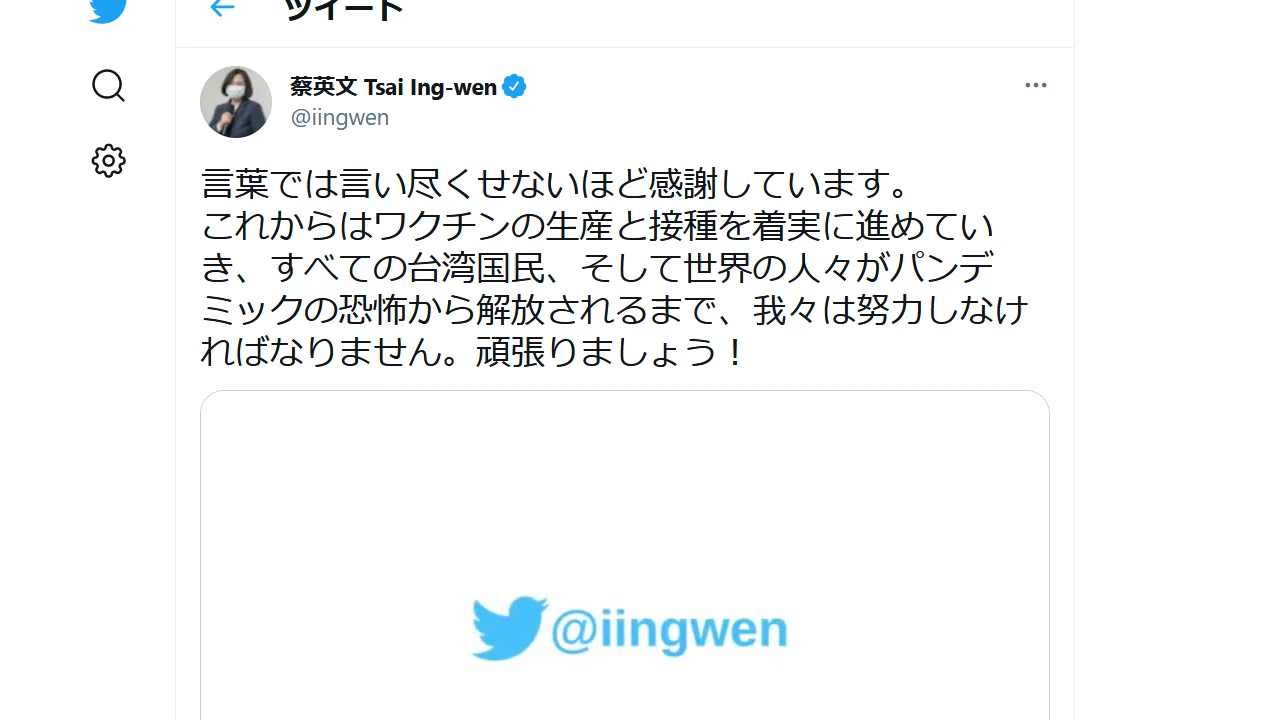 ツイート
蔡英文 Tsai Ing-wen
@iingwen
言葉では言い尽くせないほど感謝しています。
これからはワクチンの生産と接種を着実に進めてい
き、すべての台湾国民、そして世界の人々がパンデ
ミックの恐怖から解放されるまで、我々は努力しなけ
ればなりません。頑張りましょう！
@iingwen